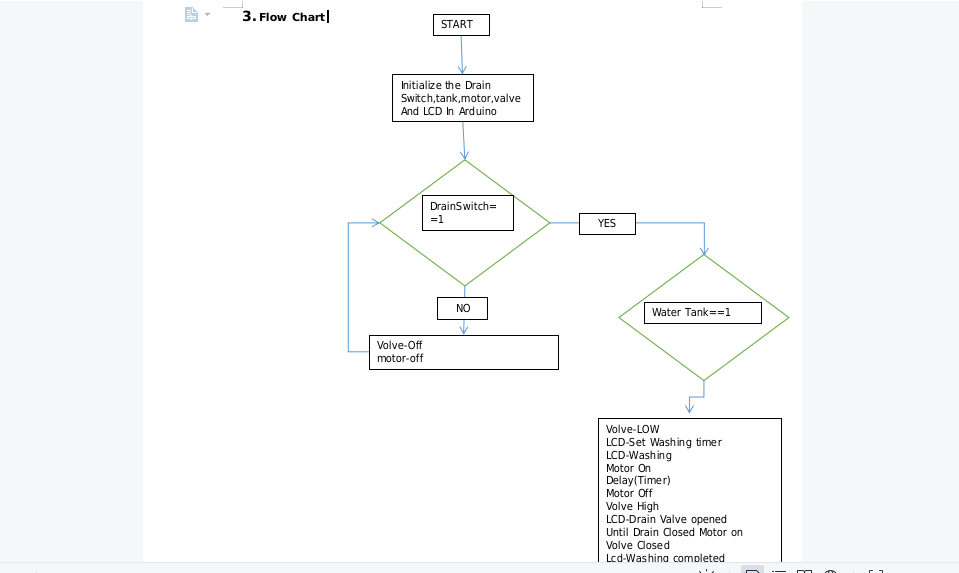 3. Flow Chart
START
Initialize the Drain
Switch,tank,motor,valve
And LCD In Arduino
DrainSwitch=
=1
YES
Water Tank==1
NO
Volve-Off
motor-off
Volve-LOW
LCD-Set Washing timer
LCD-Washing
Motor On
Delay(Timer)
Motor Off
Volve High
LCD-Drain Valve opened
Until Drain Closed Motor on
Volve Closed
Lcd-Washing completed